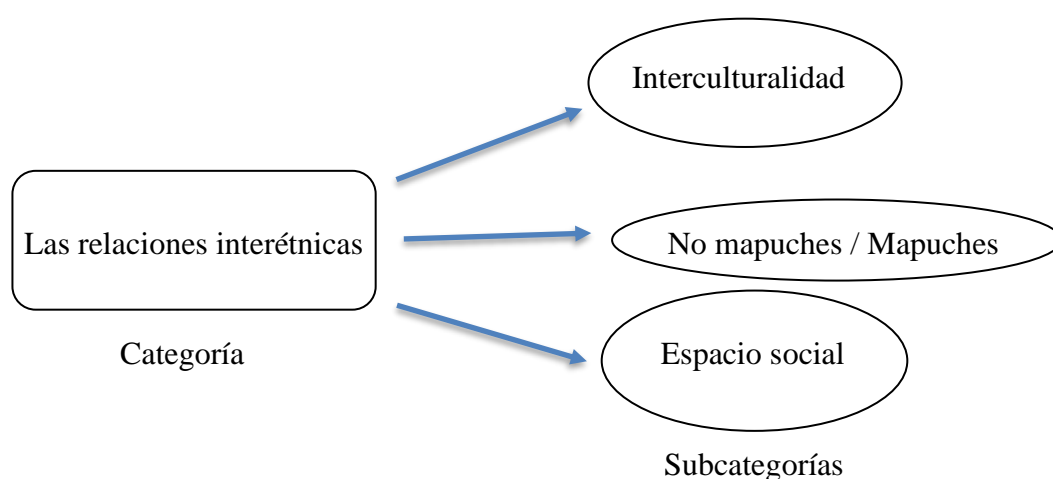 Interculturalidad
Las relaciones interétnicas
No mapuches / Mapuches
Categoría
Espacio social
Subcategorías